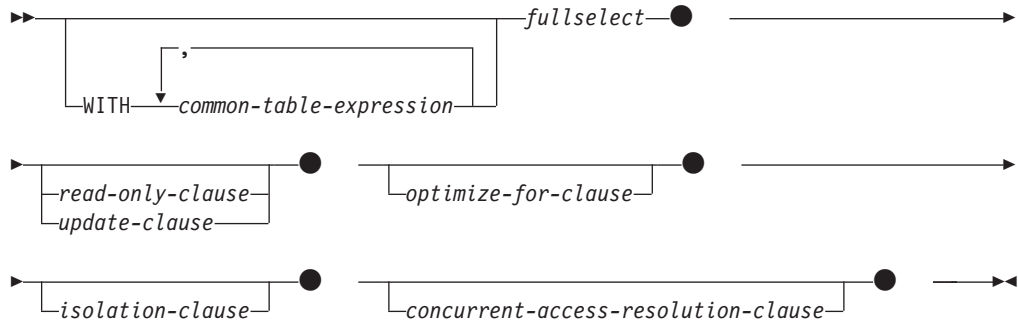 fullselect
,
WITH common-table-expression
read-only-clause optimize-for-clause
update-clause
isolation-clause concurrent-access-resolution-clause